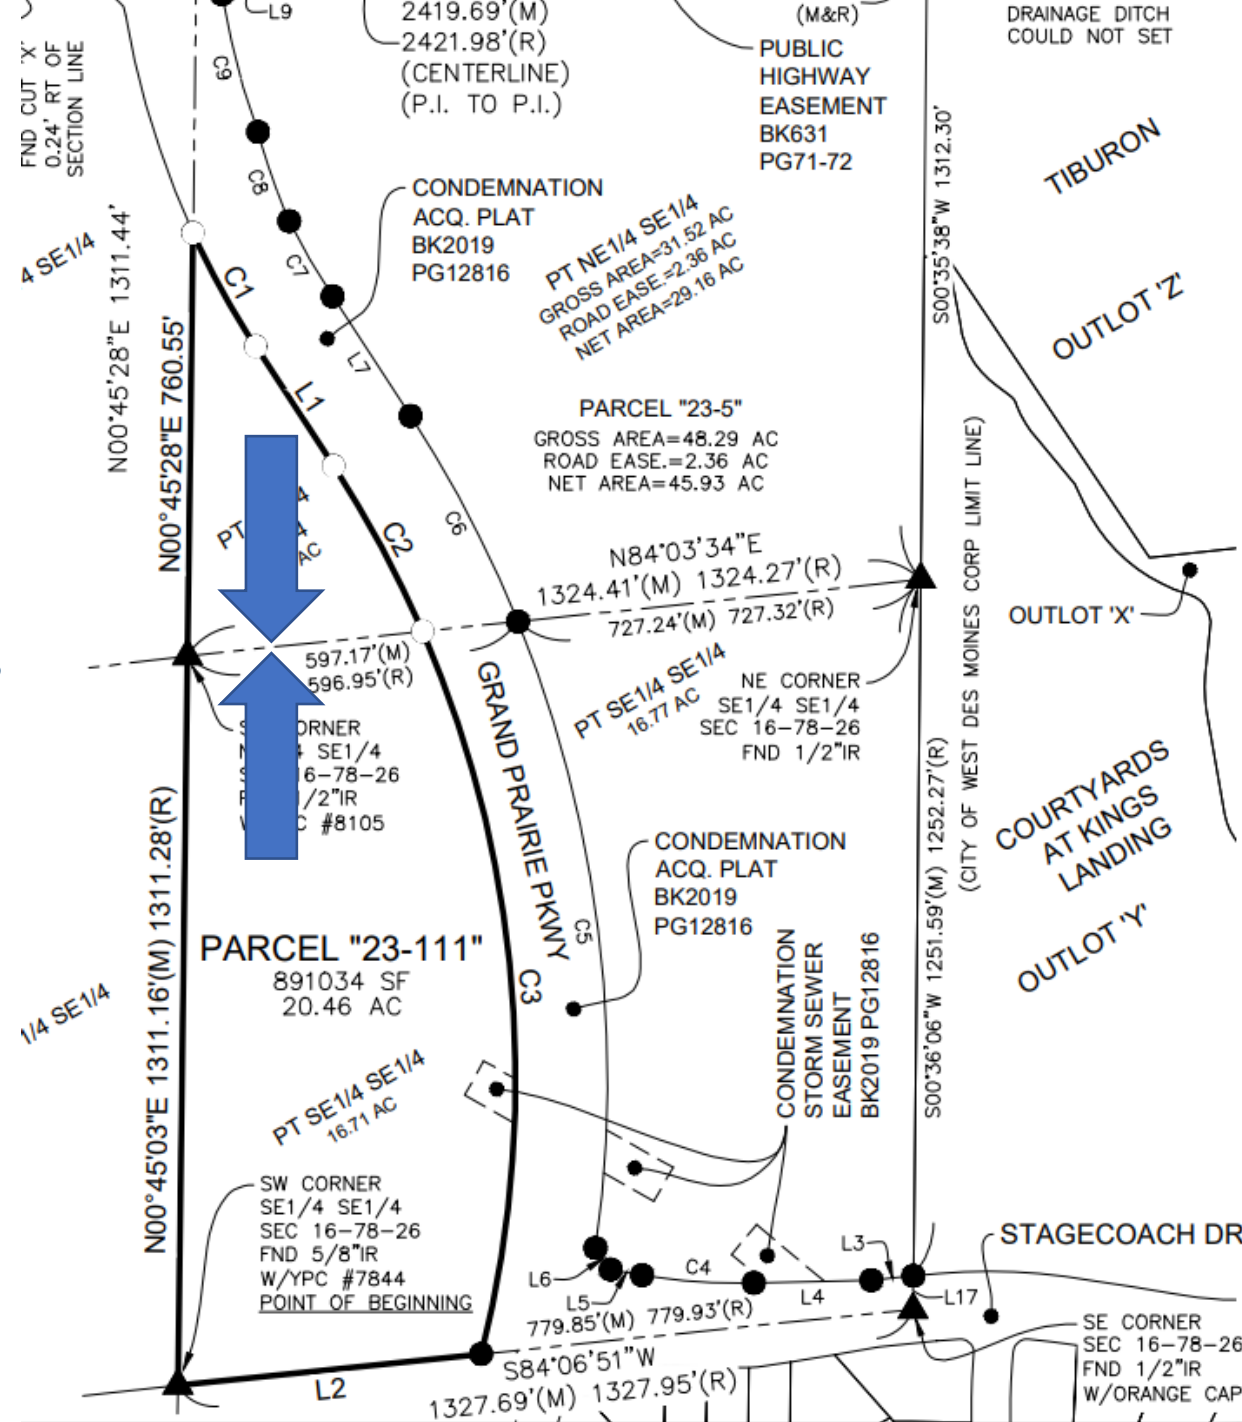 L9
2419.69'(M)
2421.98'(R)
(CENTERLINE)
(P.I. TO P.I.)
(M&R)
DRAINAGE DITCH
COULD NOT SET
PUBLIC
HIGHWAY
EASEMENT
BK631
PG71-72
FND CUT 'X'
0.24' RT OF
SECTION LINE
C9
C8
C7
CONDEMNATION
ACQ. PLAT
BK2019
PG12816
PT NE1/4 SE1/4
GROSS AREA=31.52 AC
ROAD EASE.=2.36 AC
NET AREA=29.16 AC
S00°35'38"W 1312.30'
TIBURON
OUTLOT 'Z'
4 SE1/4
N00°45'28"E 1311.44'
N00°45'28"E 760.55'
C1
L1
L7
C2
C6
PARCEL "23-5"
GROSS AREA=48.29 AC
ROAD EASE.=2.36 AC
NET AREA=45.93 AC
PT
4
4
AC
N84°03'34"E
1324.41'(M) 1324.27'(R)
727.24'(M) 727.32'(R)
597.17'(M)
596.95'(R)
(CITY OF WEST DES MOINES CORP LIMIT LINE)
OUTLOT 'X'
S
ORNER
N
4 SE1/4
S
6-78-26
F
/2"IR
W
C #8105
GRAND PRAIRIE PKWY
PT SE1/4 SE1/4
16.77 AC
NE CORNER
SE1/4 SE1/4
SEC 16-78-26
FND 1/2"IR
COURTYARDS
AT KINGS
LANDING
OUTLOT 'Y'
S00°36'06"W 1251.59'(M) 1252.27'(R)
CONDEMNATION
ACQ. PLAT
BK2019
PG12816
C5
C3
CONDEMNATION
STORM SEWER
EASEMENT
BK2019 PG12816
N00°45'03"E 1311.16'(M) 1311.28'(R)
PARCEL "23-111"
891034 SF
20.46 AC
1/4 SE1/4
PT SE1/4 SE1/4
16.71 AC
SW CORNER
SE1/4 SE1/4
SEC 16-78-26
FND 5/8"IR
W/YPC #7844
POINT OF BEGINNING
STAGECOACH DR
L3
L6
L5
C4
L4
L17
779.85'(M) 779.93'(R)
S84°06'51"W
1327.69'(M) 1327.95'(R)
L2
SE CORNER
SEC 16-78-26
FND 1/2"IR
W/ORANGE CAP